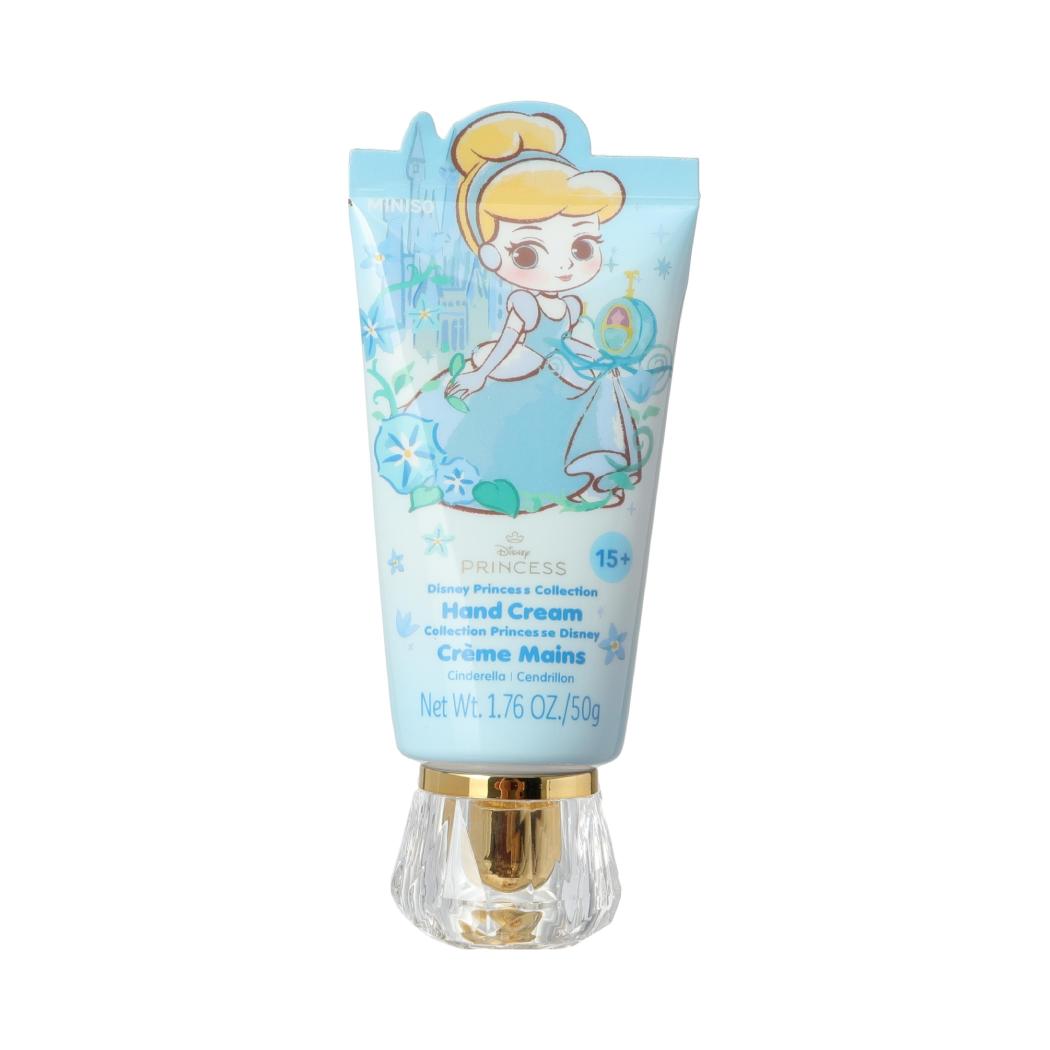 MINISO
Disney
PRINCESS
15+
Disney Princess Collection
Hand Cream
Collection Princesse Disney
Crème Mains
Cinderella | Cendrillon
Net Wt. 1.76 OZ./50g